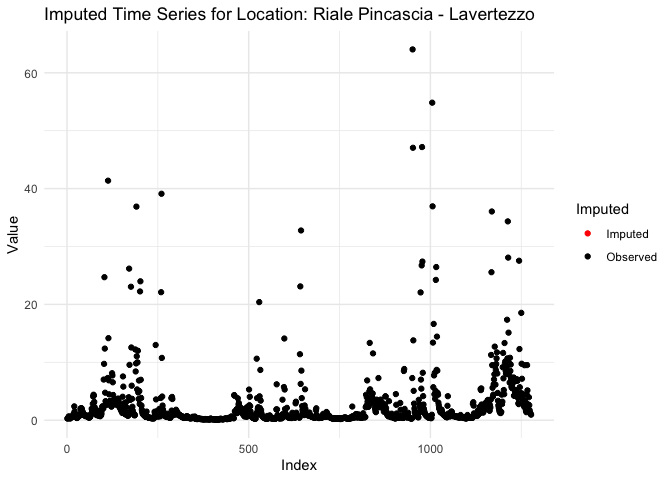 Imputed Time Series for Location: Riale Pincascia - Lavertezzo
60
40
20
0
Value
0
500
1000
Index
Imputed
Imputed
Observed